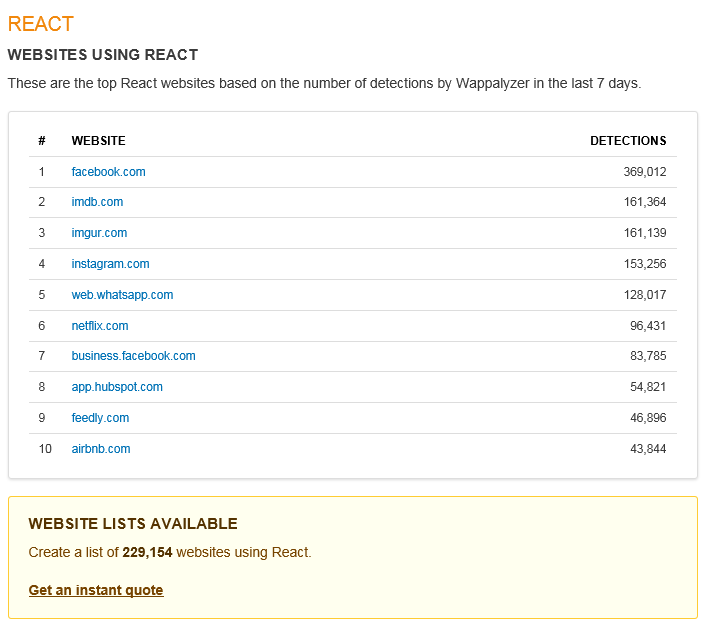 REACT
WEBSITES USING REACT
These are the top React websites based on the number of detections by Wappalyzer in the last 7 days.
# WEBSITE DETECTIONS
1 facebook.com 369,012
2 imdb.com 161,364
3 imgur.com 161,139
4 instagram.com 153,256
5 web.whatsapp.com 128,017
6 netflix.com 96,431
7 business.facebook.com 83,785
8 app.hubspot.com 54,821
9 feedly.com 46,896
10 airbnb.com 43,844
WEBSITE LISTS AVAILABLE
Create a list of 229,154 websites using React.
Get an instant quote